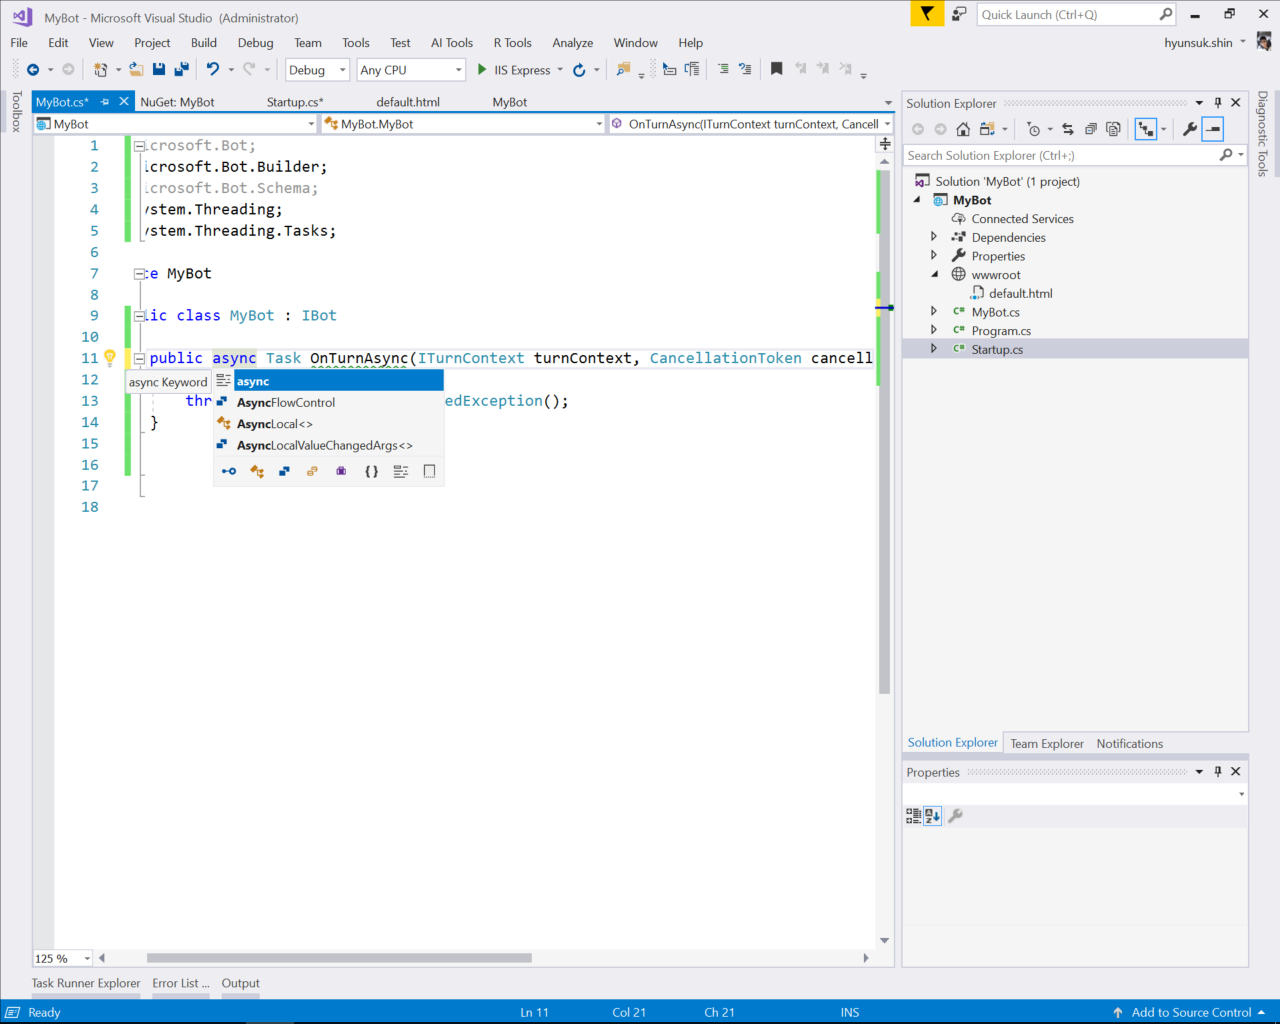 MyBot - Microsoft Visual Studio (Administrator)
Quick Launch (Ctrl+Q)
File Edit View Project Build Debug Team Tools Test AI Tools R Tools Analyze Window Help
hyunsuk.shin
Debug Any CPU IIS Express
Toolbox
MyBot.cs* NuGet: MyBot Startup.cs* default.html MyBot
MyBot MyBot.MyBot OnTurnAsync(ITurnContext turnContext, Cancell
1 icrosoft.Bot;
2 icrosoft.Bot.Builder;
3 icrosoft.Bot.Schema;
4 ystem.Threading;
5 ystem.Threading.Tasks;
6
7 ce MyBot
8
9 lic class MyBot : IBot
10
11 public async Task OnTurnAsync(ITurnContext turnContext, CancellationToken cancell
12
async Keyword
async
13 thr edException();
AsyncFlowControl
14 }
AsyncLocal<>
15
AsyncLocalValueChangedArgs<>
16
{}
17
18
125 %
Solution Explorer
Search Solution Explorer (Ctrl+;)
Solution 'MyBot' (1 project)
MyBot
Connected Services
Dependencies
Properties
wwwroot
default.html
C# MyBot.cs
C# Program.cs
C# Startup.cs
Solution Explorer Team Explorer Notifications
Properties
Diagnostic Tools
Task Runner Explorer Error List ... Output
Ready Ln 11 Col 21 Ch 21 INS Add to Source Control